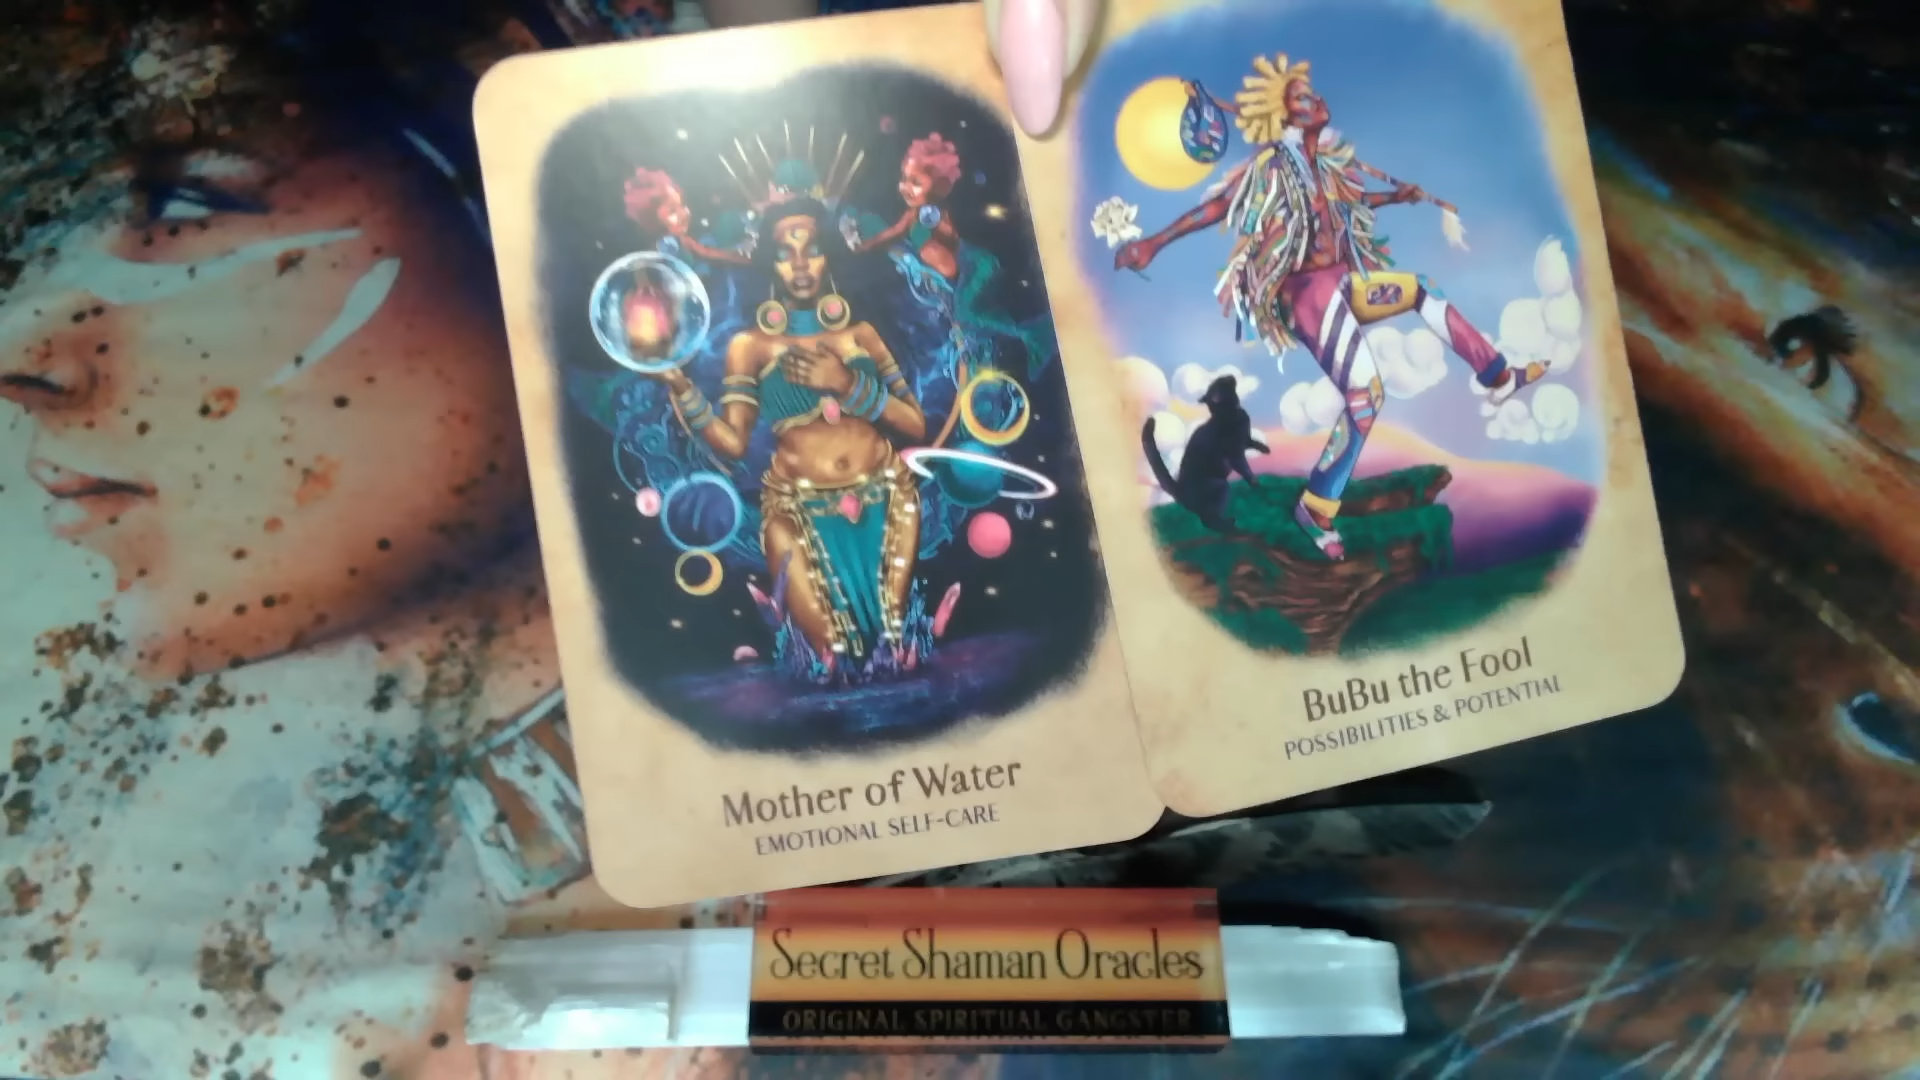 Mother of Water
EMOTIONAL SELF-CARE
BuBu the Fool
POSSIBILITIES & POTENTIAL
Secret Shaman Oracles
ORIGINAL SPIRITUAL GANGSTER